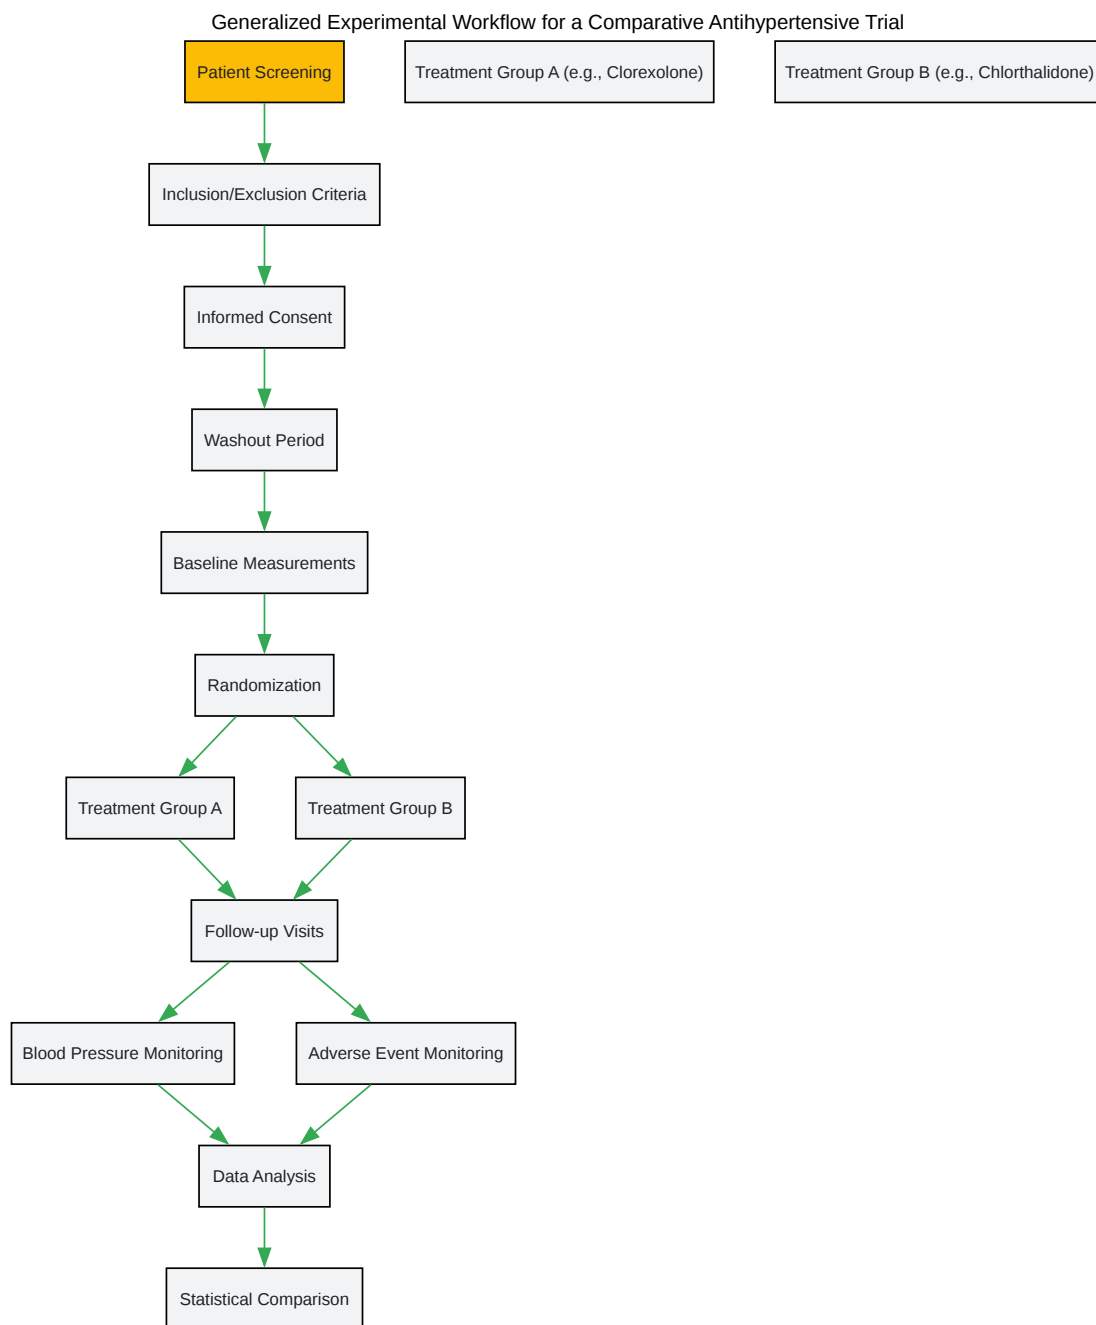 Generalized Experimental Workflow for a Comparative Antihypertensive Trial
Patient Screening
Treatment Group A (e.g., Clorexolone)
Treatment Group B (e.g., Chlorthalidone)
Inclusion/Exclusion Criteria
Informed Consent
Washout Period
Baseline Measurements
Randomization
Treatment Group A
Treatment Group B
Follow-up Visits
Blood Pressure Monitoring
Adverse Event Monitoring
Data Analysis
Statistical Comparison